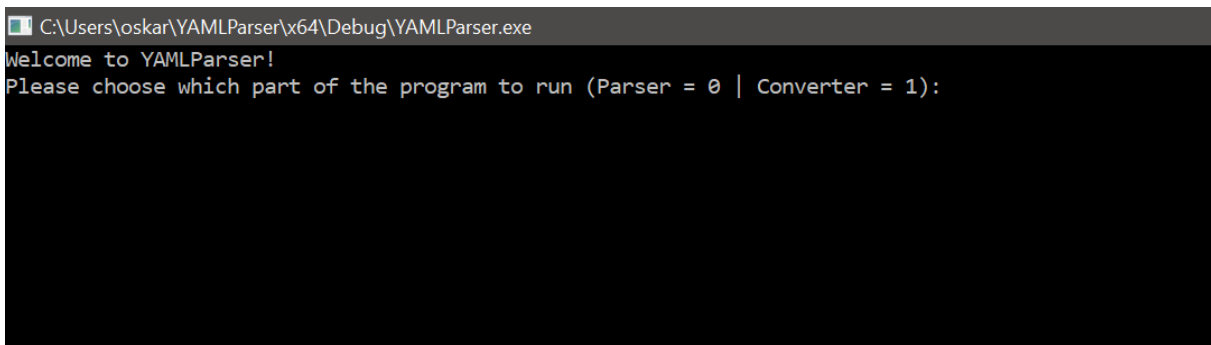 C:\Users\oskar\YAMLParser\x64\Debug\YAMLParser.exe
Welcome to YAMLParser!
Please choose which part of the program to run (Parser = 0 | Converter = 1):